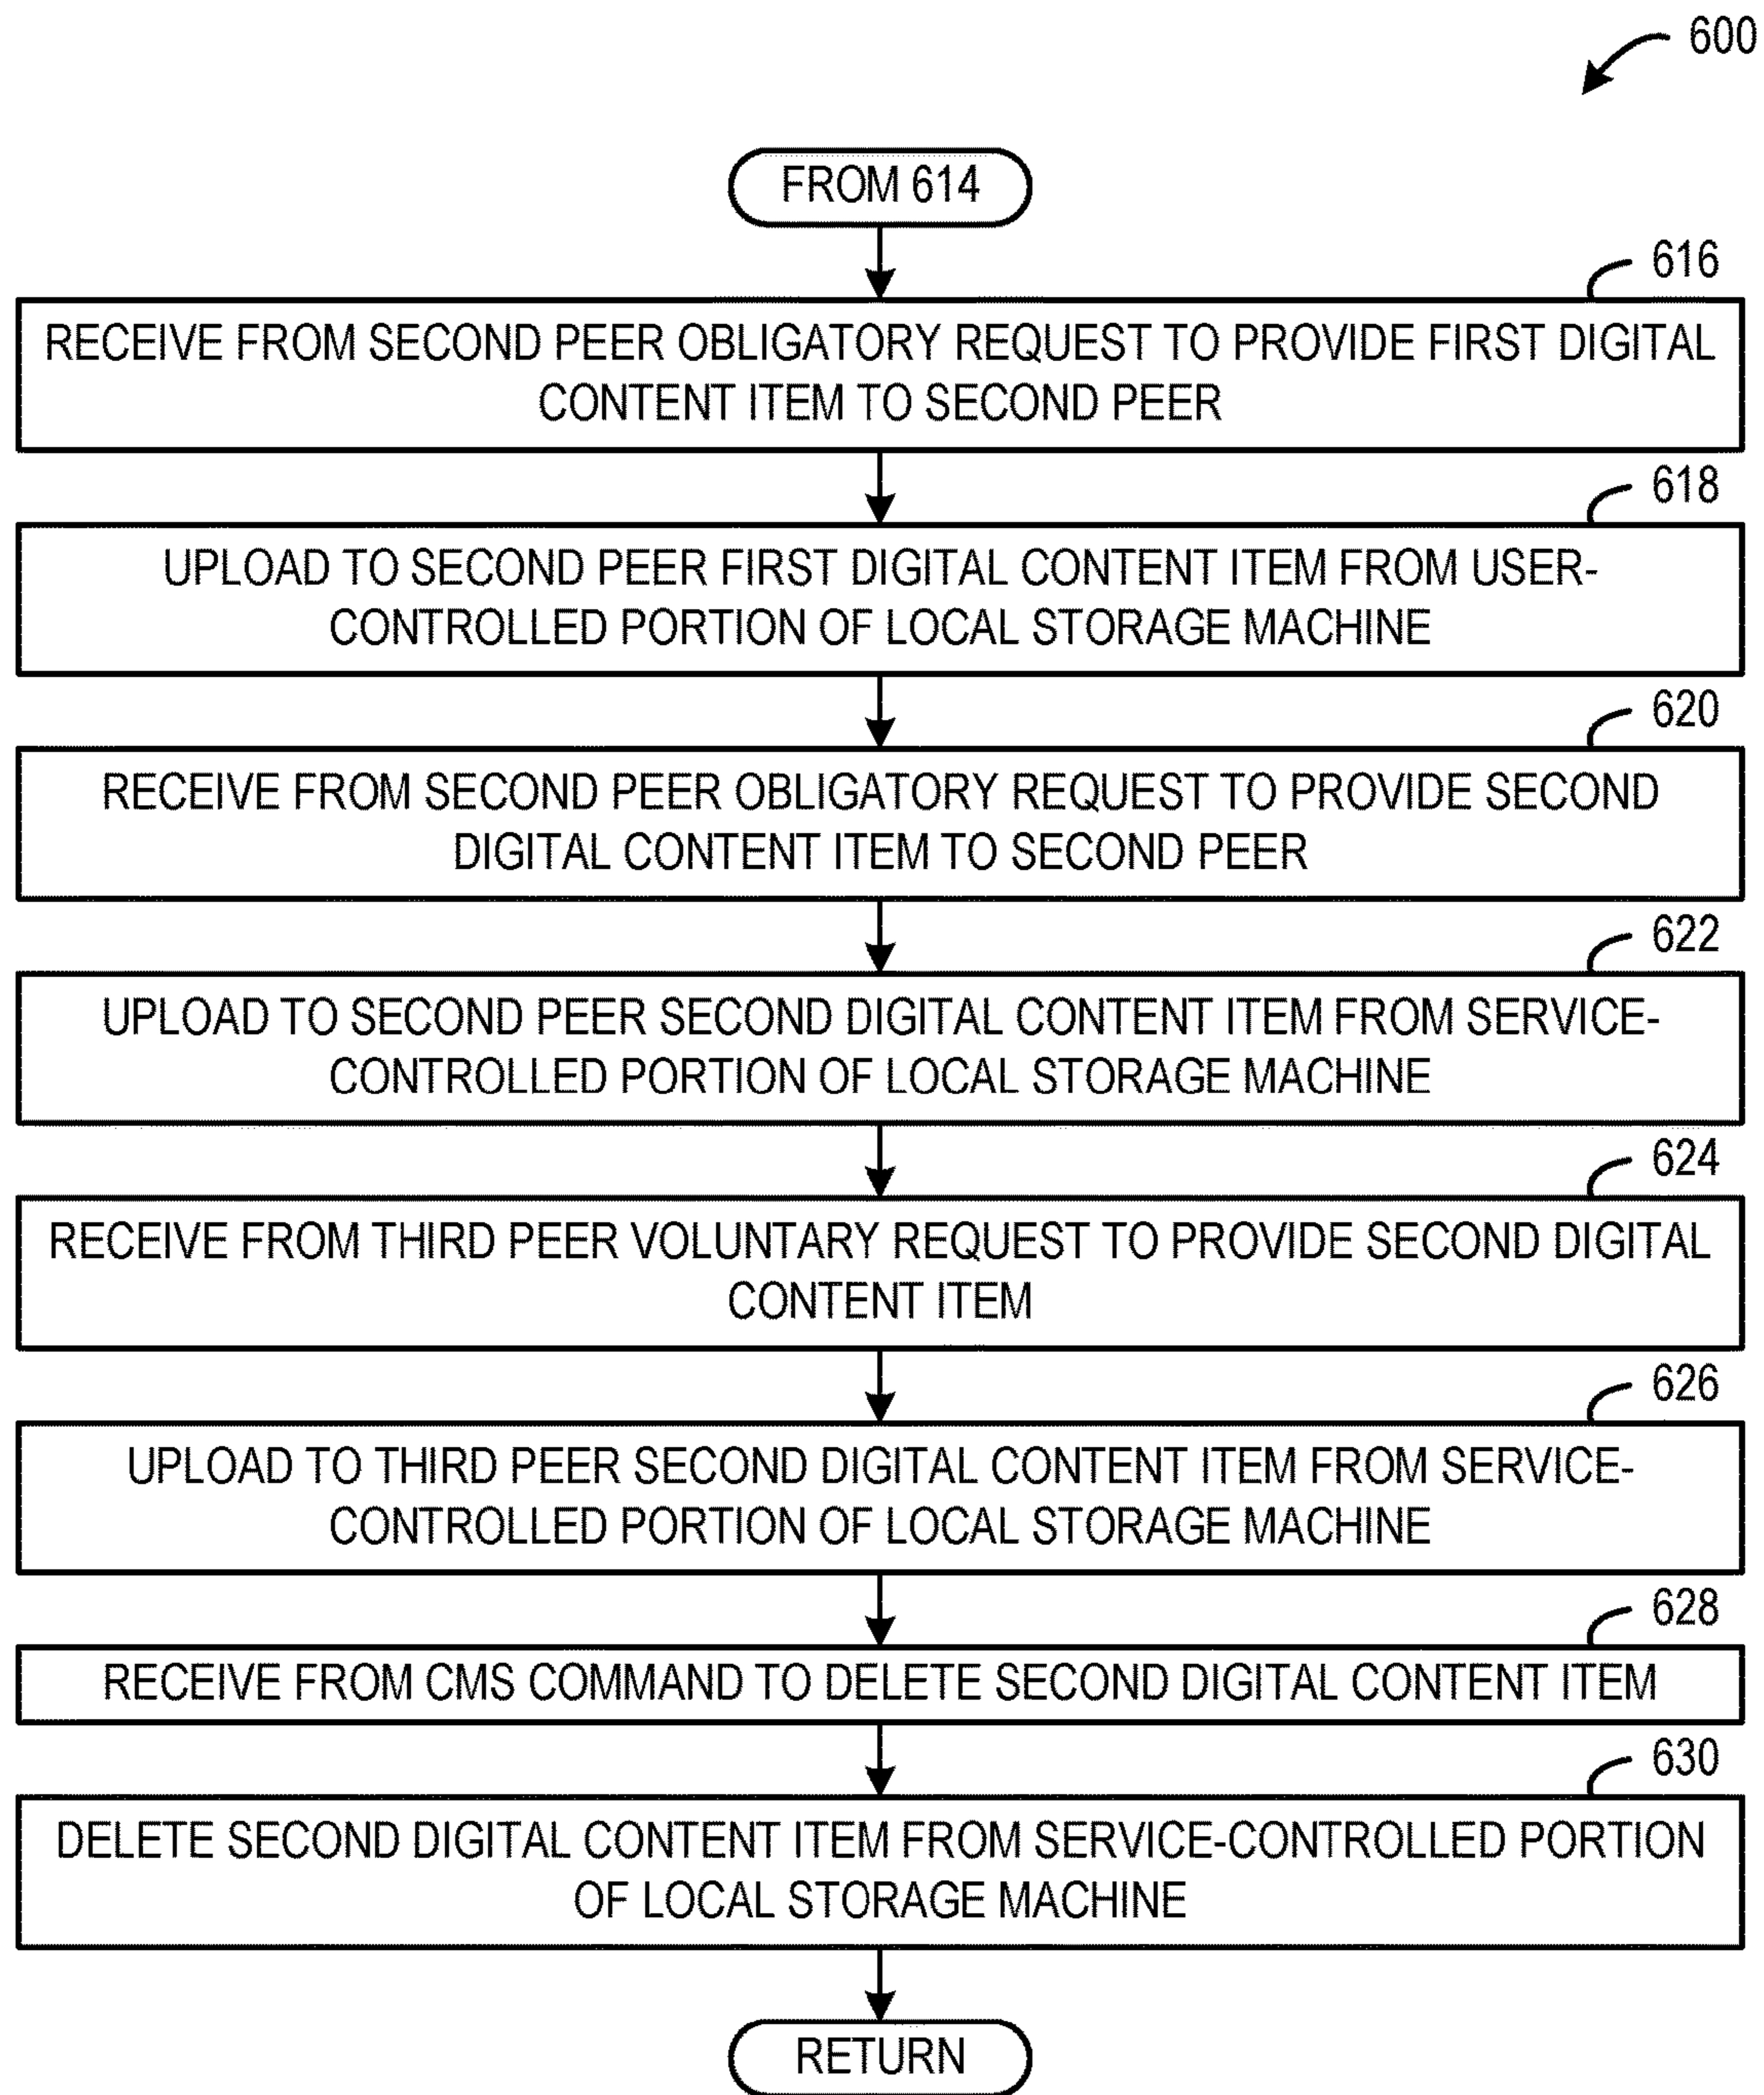 600
FROM 614
616
RECEIVE FROM SECOND PEER OBLIGATORY REQUEST TO PROVIDE FIRST DIGITAL
CONTENT ITEM TO SECOND PEER
618
UPLOAD TO SECOND PEER FIRST DIGITAL CONTENT ITEM FROM USER-
CONTROLLED PORTION OF LOCAL STORAGE MACHINE
620
RECEIVE FROM SECOND PEER OBLIGATORY REQUEST TO PROVIDE SECOND
DIGITAL CONTENT ITEM TO SECOND PEER
622
UPLOAD TO SECOND PEER SECOND DIGITAL CONTENT ITEM FROM SERVICE-
CONTROLLED PORTION OF LOCAL STORAGE MACHINE
624
RECEIVE FROM THIRD PEER VOLUNTARY REQUEST TO PROVIDE SECOND DIGITAL
CONTENT ITEM
626
UPLOAD TO THIRD PEER SECOND DIGITAL CONTENT ITEM FROM SERVICE-
CONTROLLED PORTION OF LOCAL STORAGE MACHINE
628
RECEIVE FROM CMS COMMAND TO DELETE SECOND DIGITAL CONTENT ITEM
630
DELETE SECOND DIGITAL CONTENT ITEM FROM SERVICE-CONTROLLED PORTION
OF LOCAL STORAGE MACHINE
RETURN